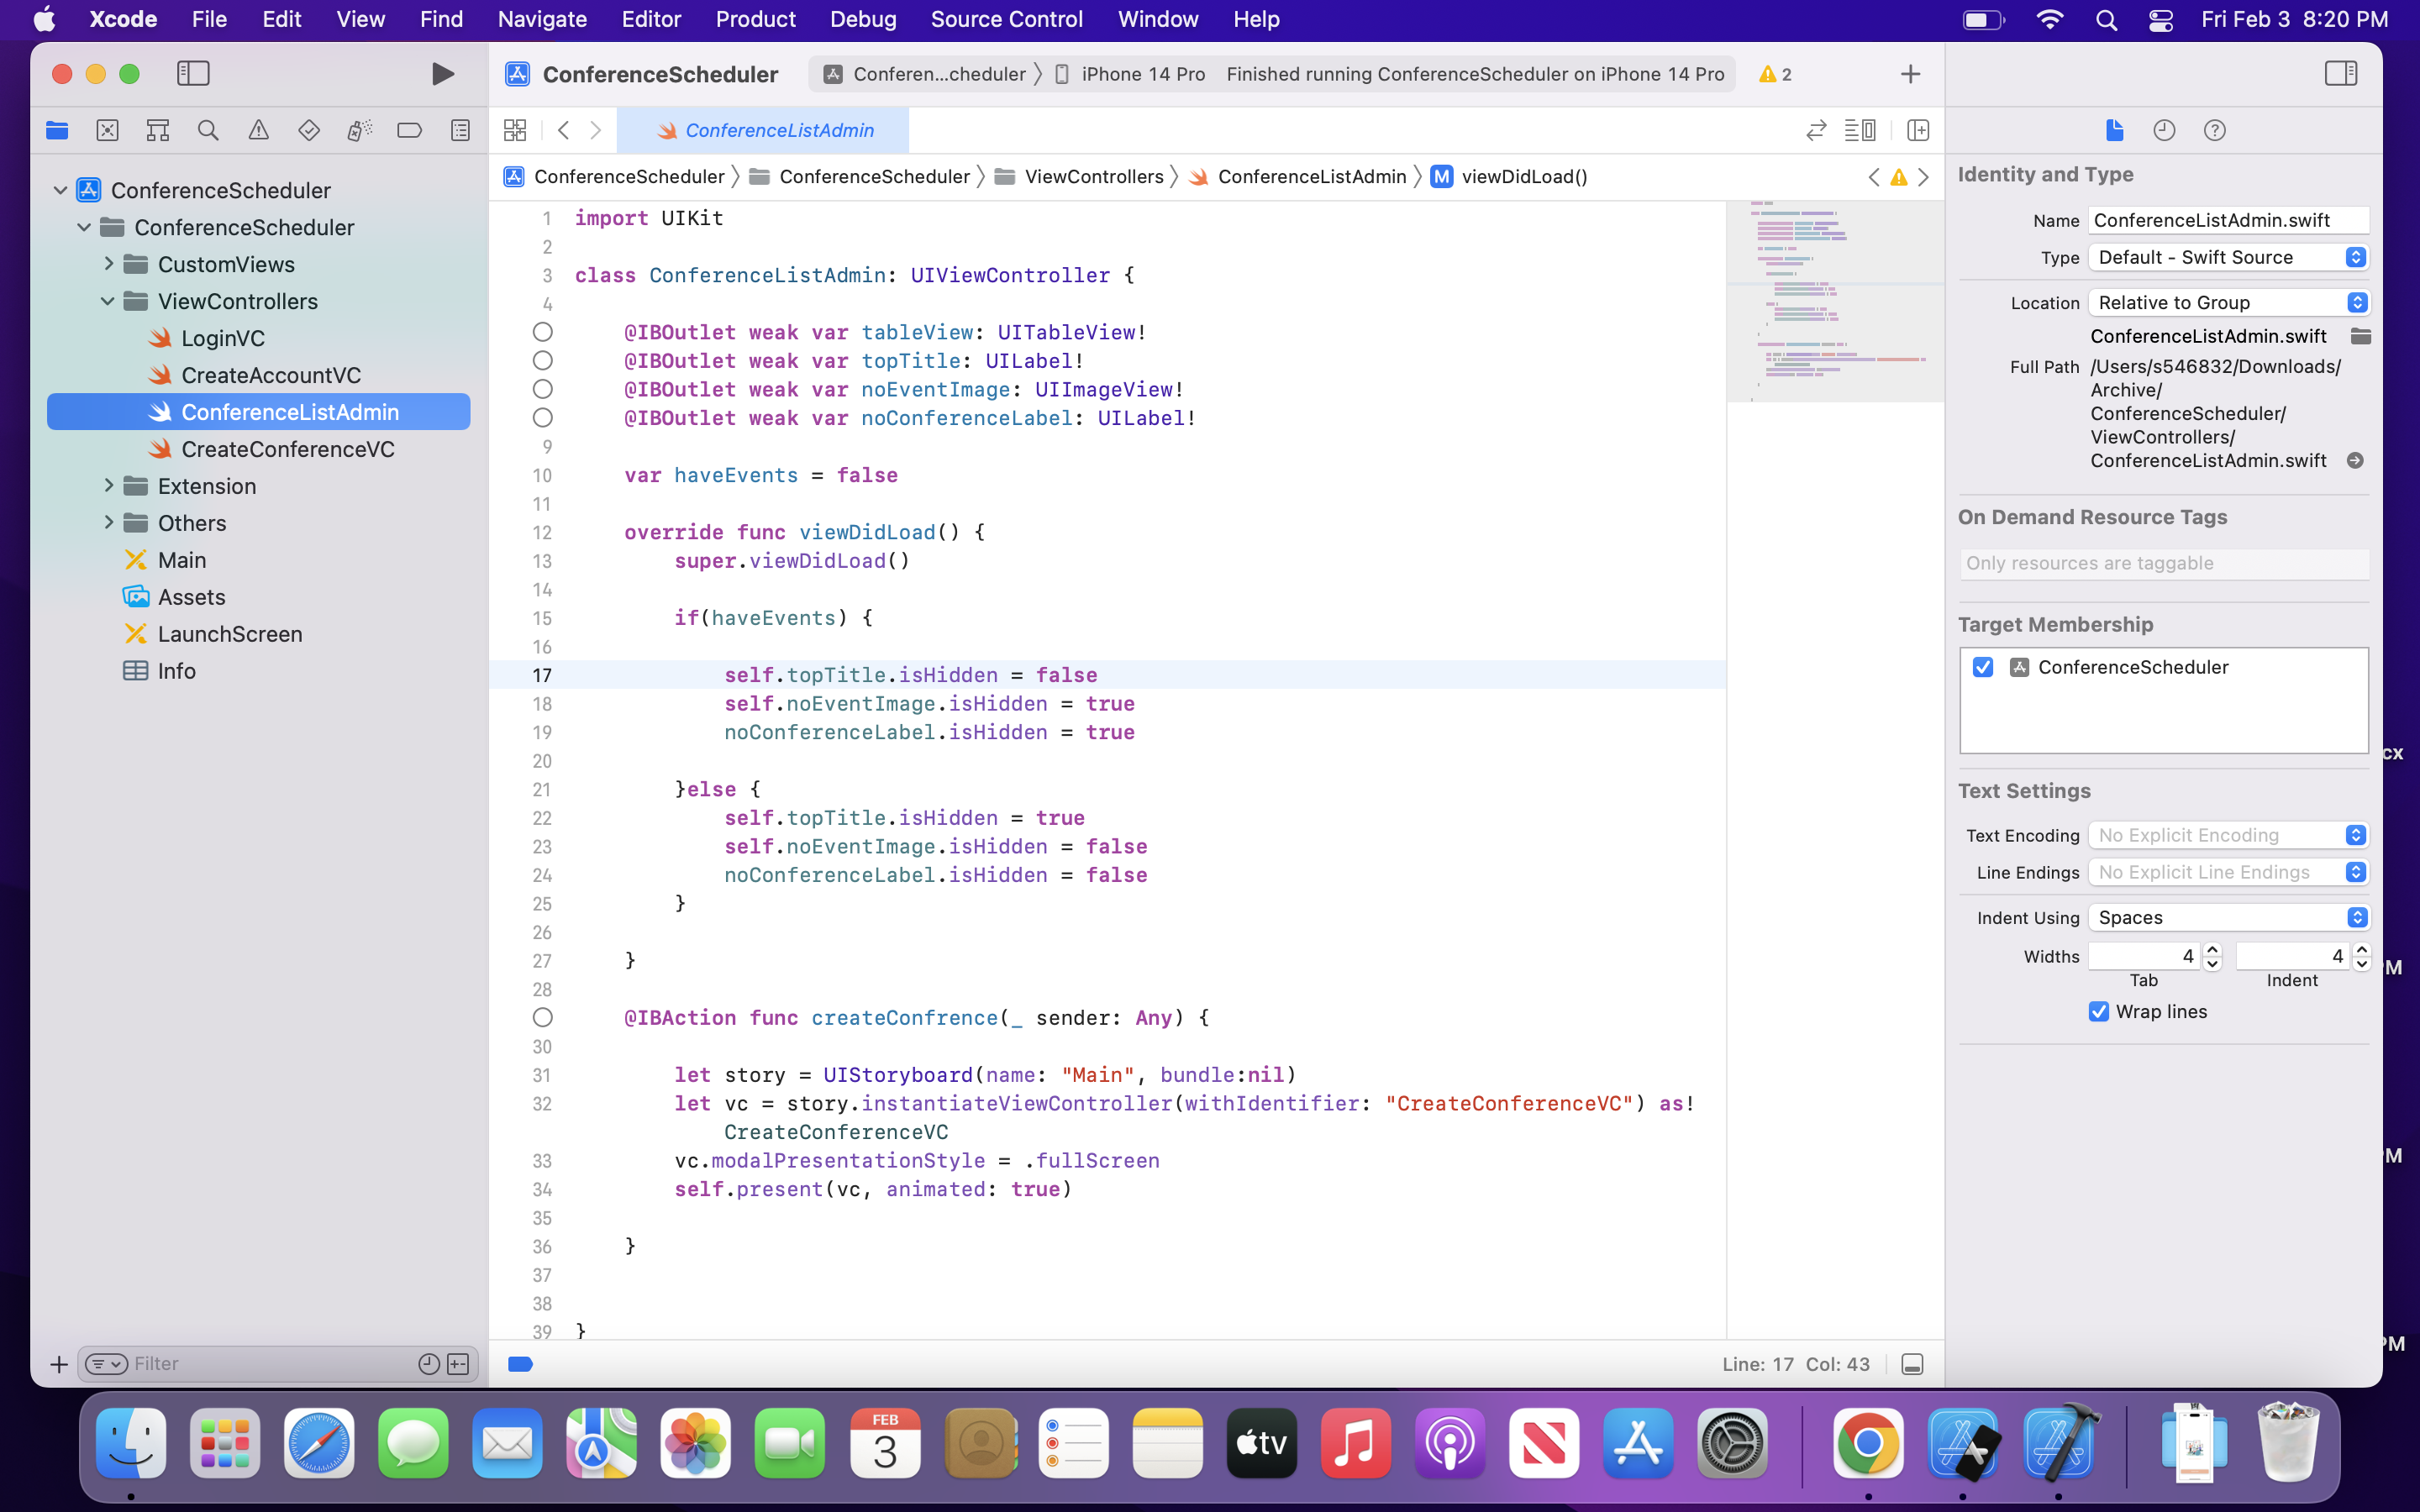 Xcode File Edit View Find Navigate Editor Product Debug Source Control Window Help Fri Feb 3 8:20 PM
ConferenceScheduler Conferen...cheduler iPhone 14 Pro Finished running ConferenceScheduler on iPhone 14 Pro 2
ConferenceListAdmin
ConferenceScheduler ConferenceScheduler ViewControllers ConferenceListAdmin M viewDidLoad()
ConferenceScheduler
ConferenceScheduler
CustomViews
ViewControllers
LoginVC
CreateAccountVC
ConferenceListAdmin
CreateConferenceVC
Extension
Others
Main
Assets
LaunchScreen
Info
Filter
1 import UIKit
2
3 class ConferenceListAdmin: UIViewController {
4
@IBOutlet weak var tableView: UITableView!
@IBOutlet weak var topTitle: UILabel!
@IBOutlet weak var noEventImage: UIImageView!
@IBOutlet weak var noConferenceLabel: UILabel!
9
10 var haveEvents = false
11
12 override func viewDidLoad() {
13 super.viewDidLoad()
14
15 if(haveEvents) {
16
17 self.topTitle.isHidden = false
18 self.noEventImage.isHidden = true
19 noConferenceLabel.isHidden = true
20
21 }else {
22 self.topTitle.isHidden = true
23 self.noEventImage.isHidden = false
24 noConferenceLabel.isHidden = false
25 }
26
27 }
28
@IBAction func createConfrence(_ sender: Any) {
30
31 let story = UIStoryboard(name: "Main", bundle:nil)
32 let vc = story.instantiateViewController(withIdentifier: "CreateConferenceVC") as!
CreateConferenceVC
33 vc.modalPresentationStyle = .fullScreen
34 self.present(vc, animated: true)
35
36 }
37
38
39 }
Line: 17 Col: 43
Identity and Type
Name ConferenceListAdmin.swift
Type Default - Swift Source
Location Relative to Group
ConferenceListAdmin.swift
Full Path /Users/s546832/Downloads/
Archive/
ConferenceScheduler/
ViewControllers/
ConferenceListAdmin.swift
On Demand Resource Tags
Only resources are taggable
Target Membership
ConferenceScheduler
Text Settings
Text Encoding No Explicit Encoding
Line Endings No Explicit Line Endings
Indent Using Spaces
Widths 4 4
Tab Indent
Wrap lines
cx
PM
PM
PM
FEB
3
tv